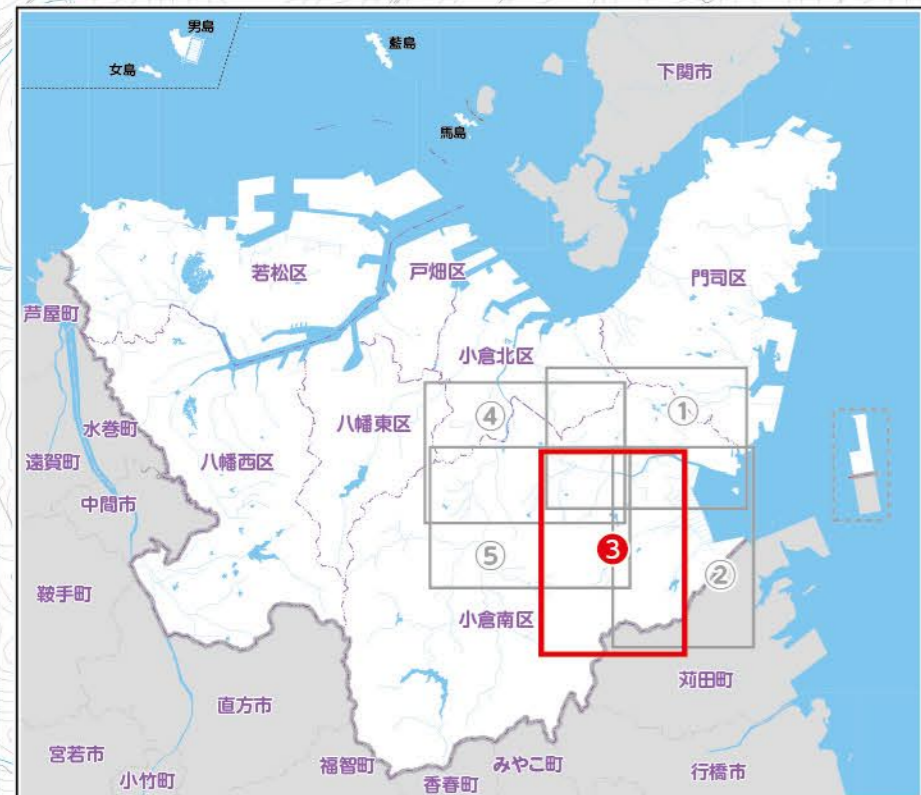 男島
女島
藍島
馬島
下関市
若松区
戸畑区
門司区
芦屋町
小倉北区
水巻町
八幡東区
④
①
遠賀町
八幡西区
中間市
⑤
③
②
鞍手町
小倉南区
苅田町
直方市
宮若市
小竹町
福智町
香春町
みやこ町
行橋市